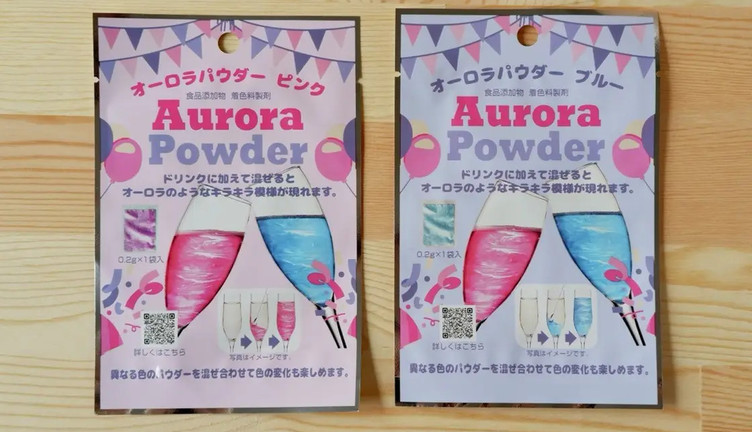 オーロラパウダー ピンク
食品添加物 着色料製剤
Aurora
Powder
ドリンクに加えて混ぜると
オーロラのようなキラキラ模様が現れます。
0.2g×1袋入
詳しくはこちら
写真はイメージです。
異なる色のパウダーを混ぜ合わせて色の変化も楽しめます。
オーロラパウダー ブルー
食品添加物 着色料製剤
Aurora
Powder
ドリンクに加えて混ぜると
オーロラのようなキラキラ模様が現れます。
0.2g×1袋入
詳しくはこちら
写真はイメージです。
異なる色のパウダーを混ぜ合わせて色の変化も楽しめます。